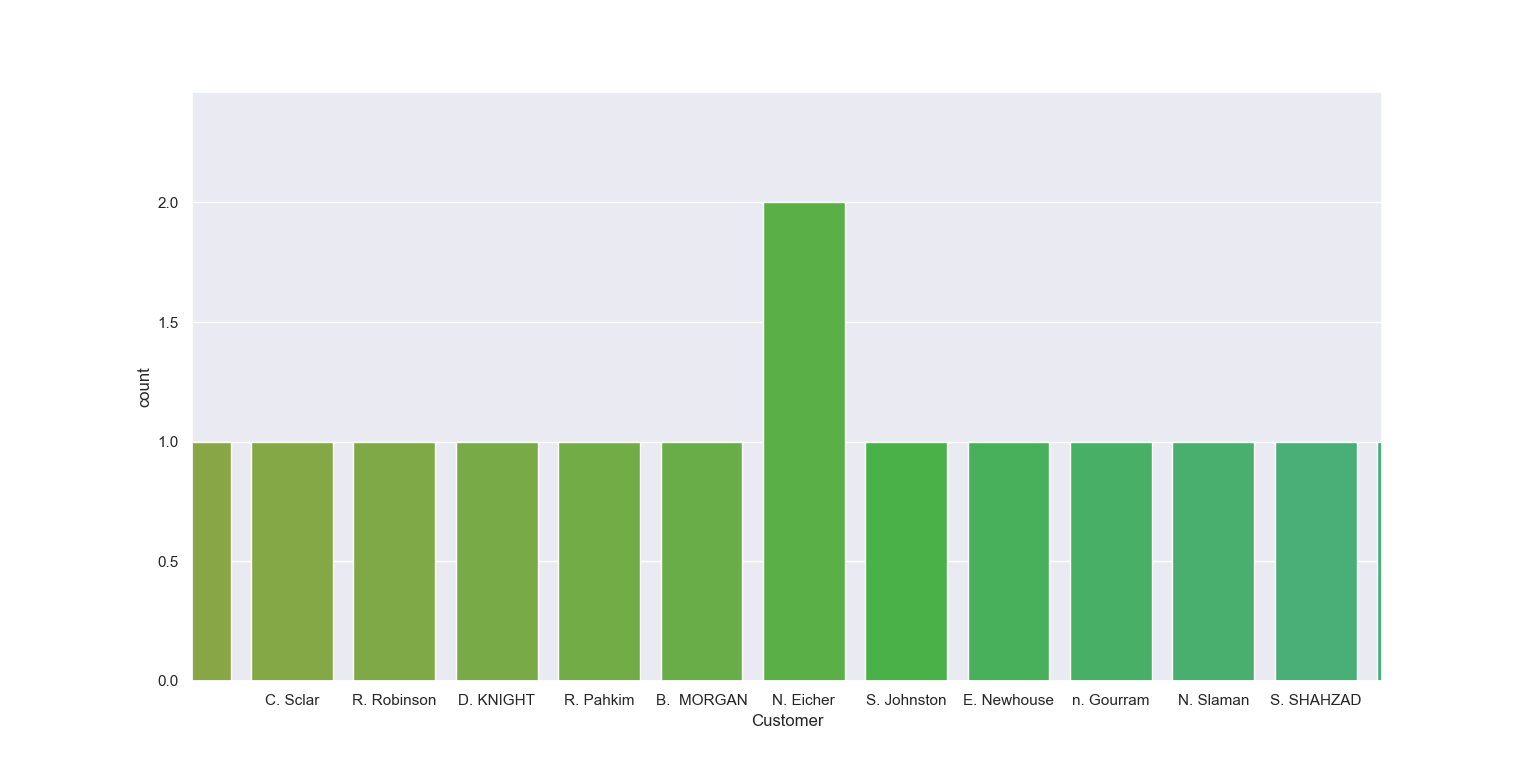 2.0
1.5
count
1.0
0.5
0.0
C. Sclar R. Robinson D. KNIGHT R. Pahkim B.  MORGAN N. Eicher S. Johnston E. Newhouse n. Gourram N. Slaman S. SHAHZAD
Customer